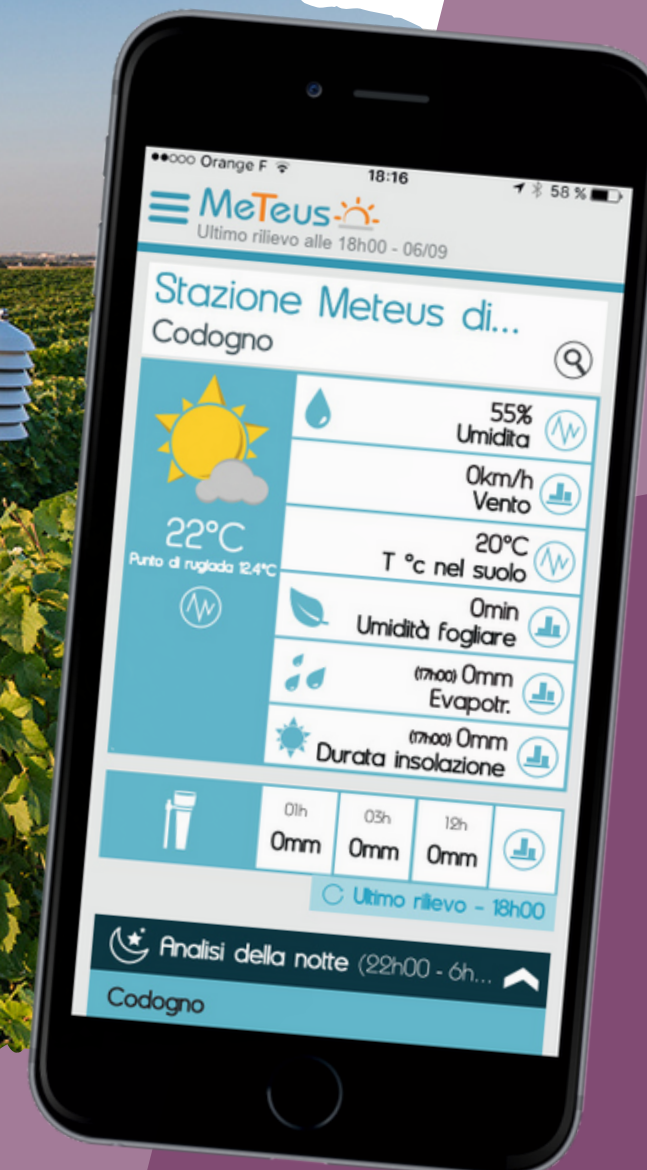 Orange F
18:16
58 %
MeTeus
Ultimo rilievo alle 18h00 - 06/09
Stazione Meteus di...
Codogno
22°C
Punto di rugiada 12,4°C
55%
Umidita
0km/h
Vento
20°C
T °c nel suolo
0min
Umidità fogliare
(17h00) 0mm
Evapotr.
(17h00) 0mm
Durata insolazione
01h
0mm
03h
0mm
12h
0mm
Ultimo rilievo - 18h00
Analisi della notte (22h00 - 6h...
Codogno